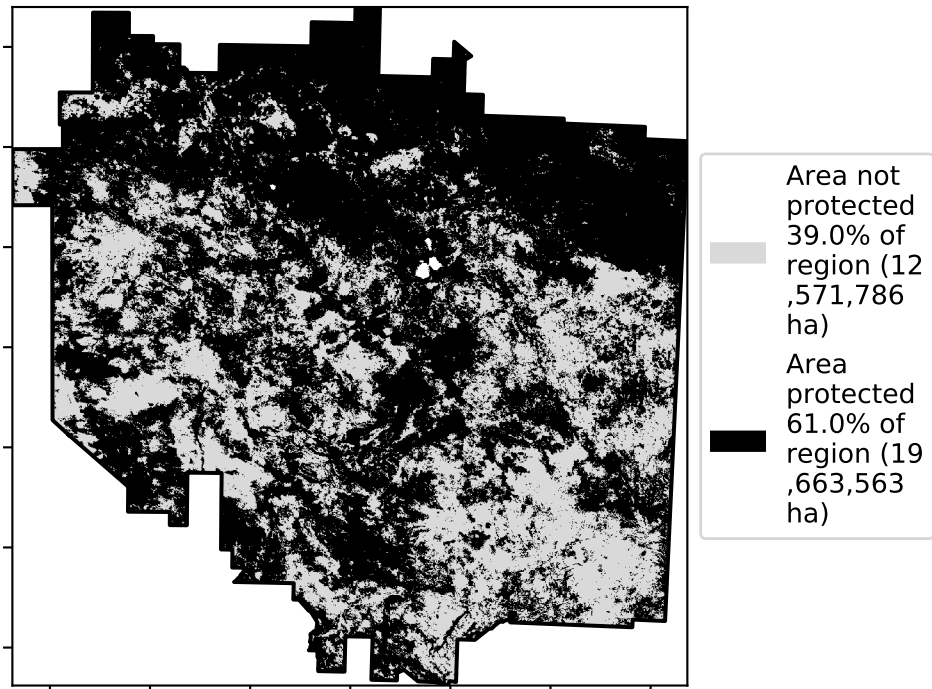 Area not
protected
39.0% of
region (12
,571,786
ha)
Area
protected
61.0% of
region (19
,663,563
ha)